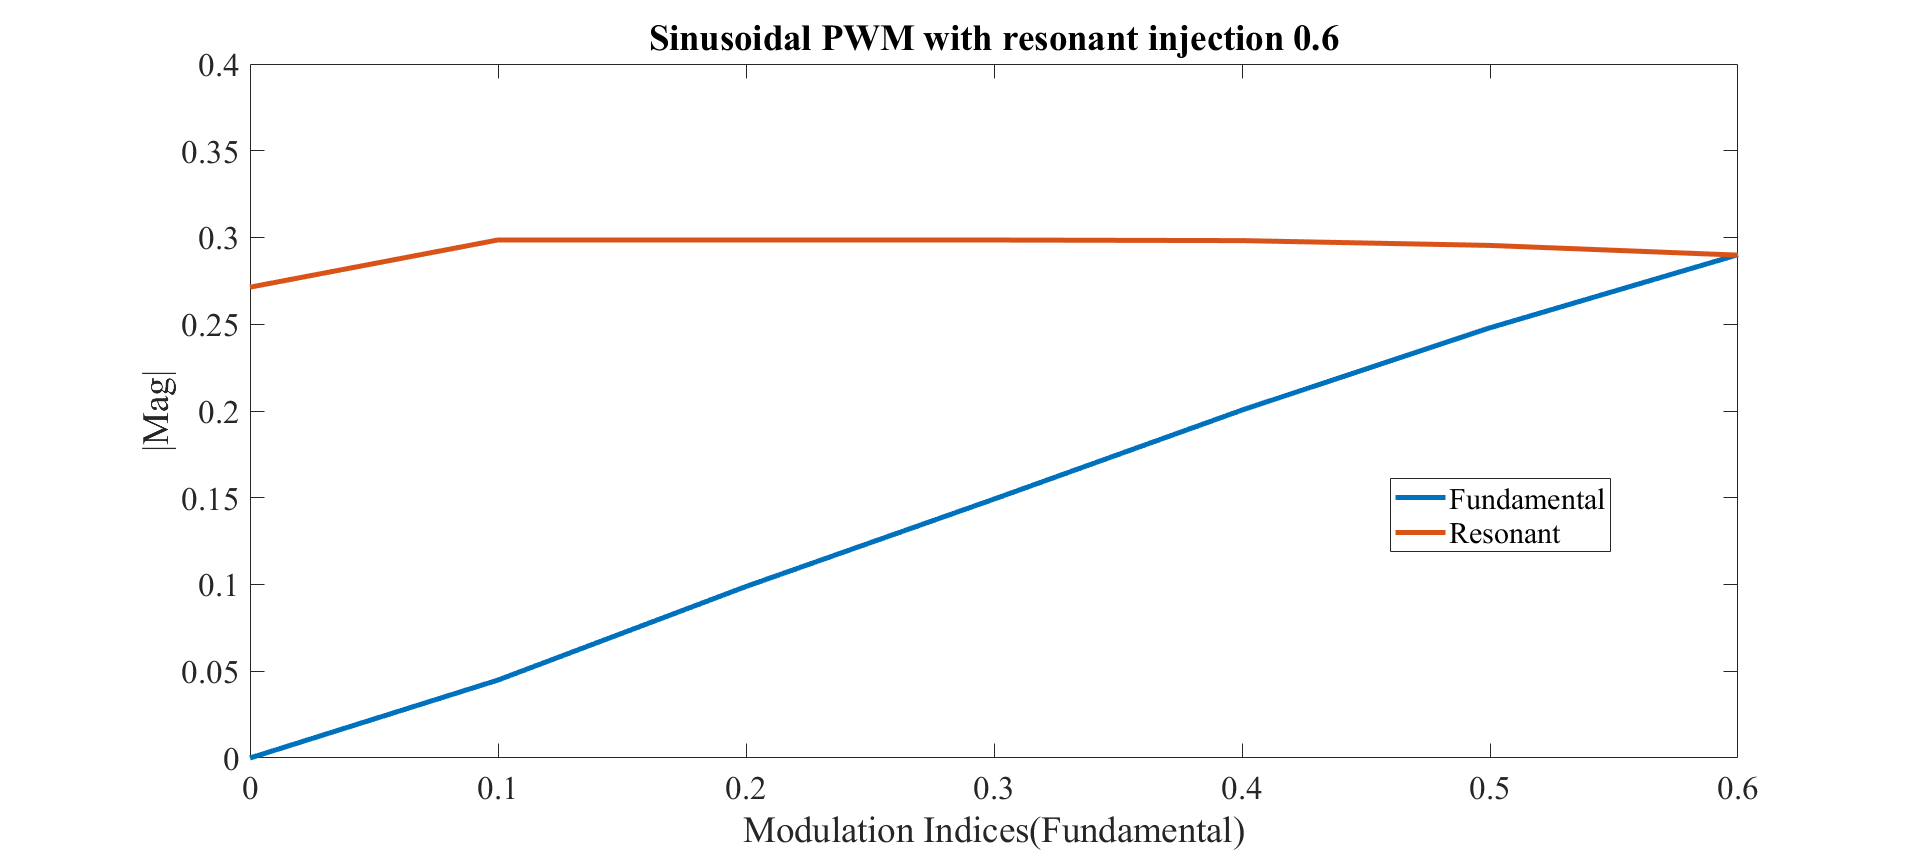 Sinusoidal PWM with resonant injection 0.6
0.4
0.35
0.3
0.25
0.2
0.15
0.1
0.05
0
|Mag|
Fundamental
Resonant
0 0.1 0.2 0.3 0.4 0.5 0.6
Modulation Indices(Fundamental)